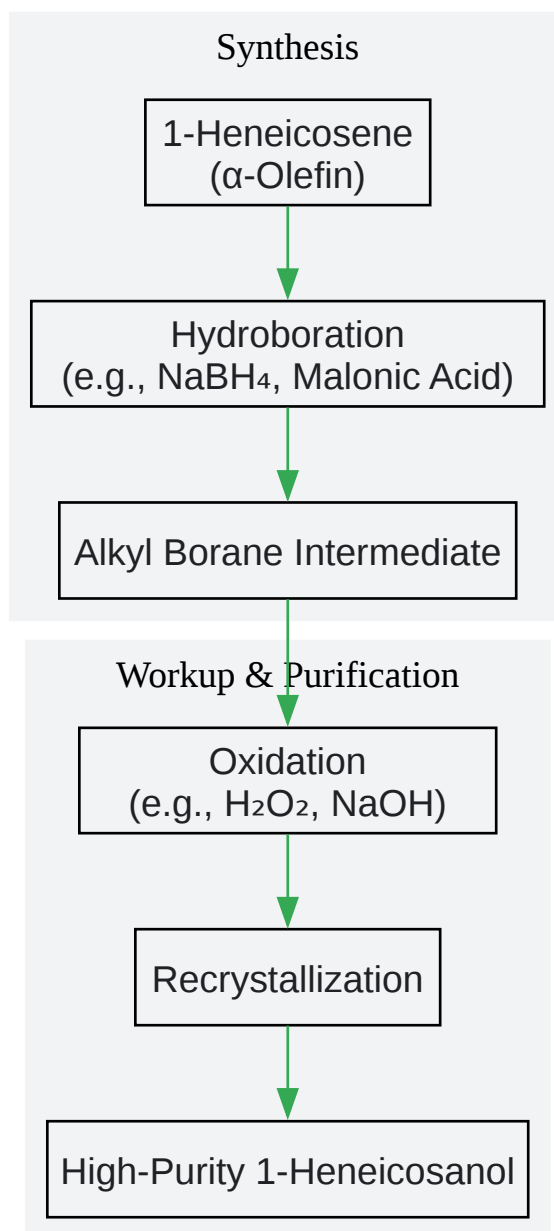 Synthesis
1-Heneicosene
(α-Olefin)
Hydroboration
(e.g., NaBH₄, Malonic Acid)
Alkyl Borane Intermediate
Workup & Purification
Oxidation
(e.g., H₂O₂, NaOH)
Recrystallization
High-Purity 1-Heneicosanol